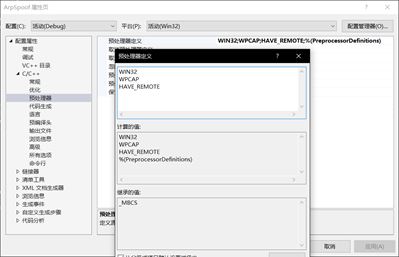 ArpSpoof 属性页
配置(C): 活动(Debug) 平台(P): 活动(Win32) 配置管理器(O)...
配置属性
常规
调试
VC++ 目录
C/C++
常规
优化
预处理器
代码生成
语言
预编译头
输出文件
浏览信息
高级
所有选项
命令行
链接器
清单工具
XML 文档生成器
浏览信息
生成事件
自定义生成步骤
代码分析
预处理器定义 WIN32;WPCAP;HAVE_REMOTE;%(PreprocessorDefinitions)
预处理器定义
WIN32
WPCAP
HAVE_REMOTE
计算的值:
WIN32
WPCAP
HAVE_REMOTE
%(PreprocessorDefinitions)
继承的值:
_MBCS
取消 应用(A)